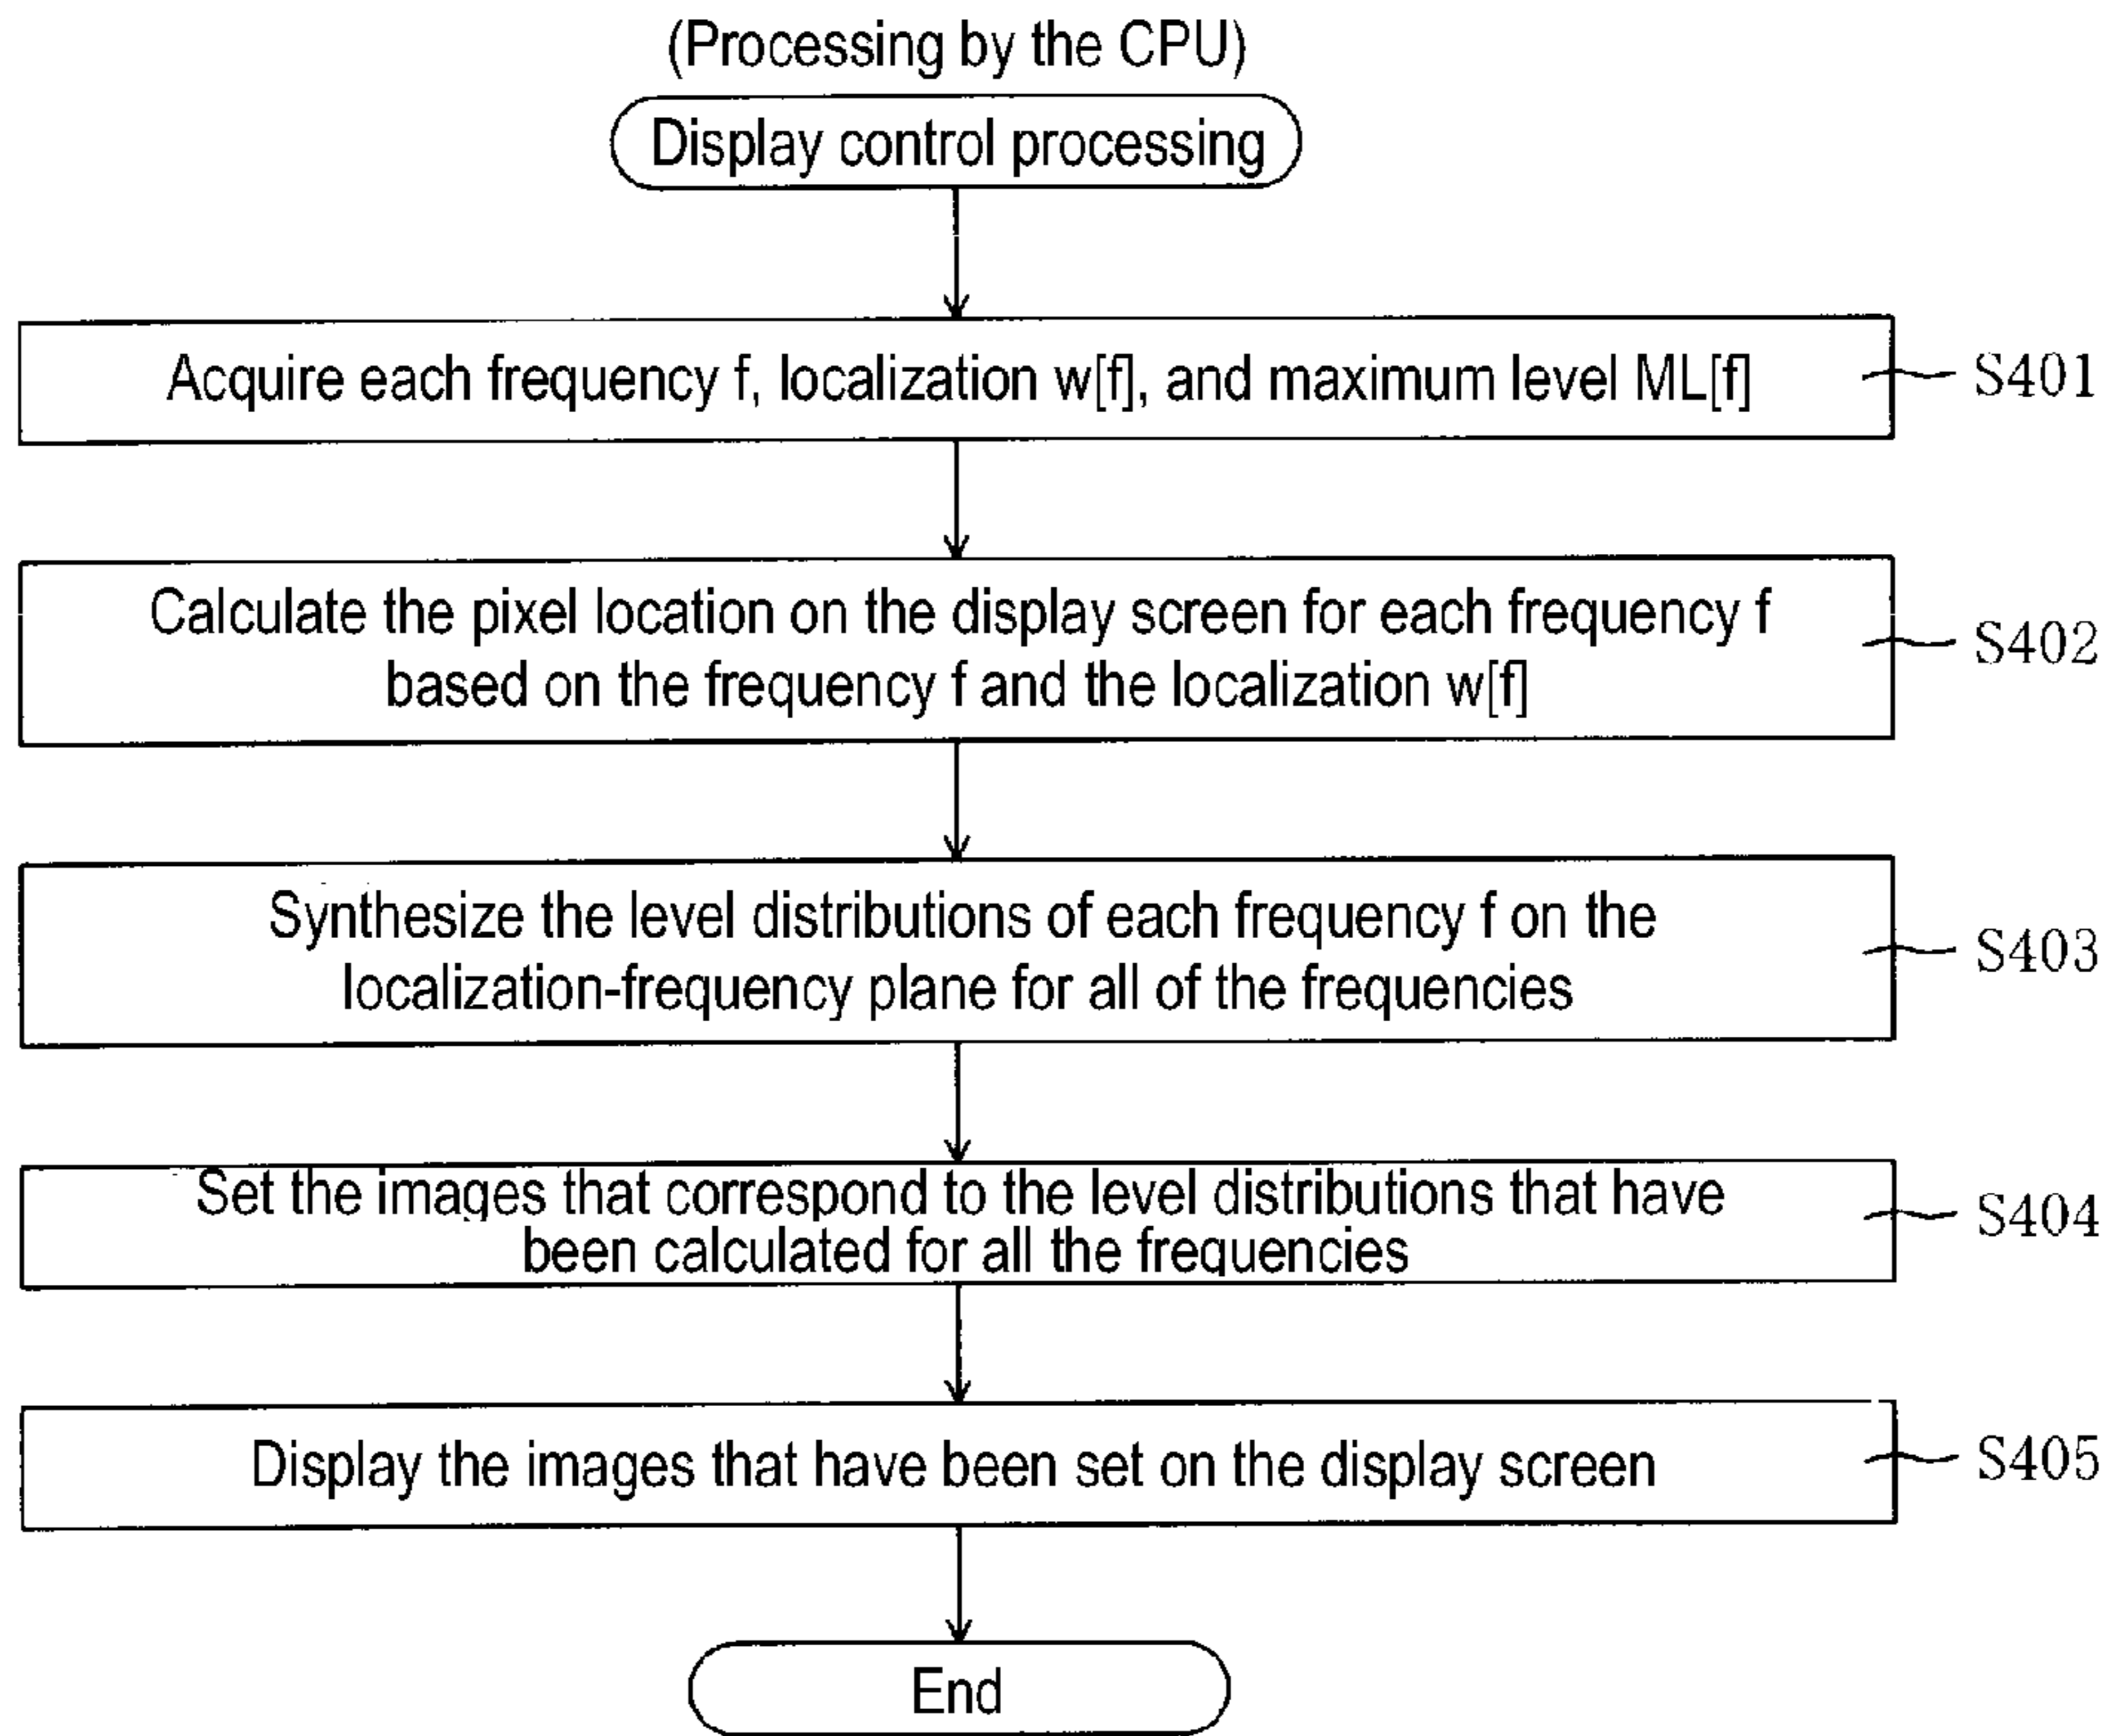 (Processing by the CPU)
Display control processing
Acquire each frequency f, localization w[f], and maximum level ML[f]
S401
Calculate the pixel location on the display screen for each frequency f
based on the frequency f and the localization w[f]
S402
Synthesize the level distributions of each frequency f on the
localization-frequency plane for all of the frequencies
S403
Set the images that correspond to the level distributions that have
been calculated for all the frequencies
S404
Display the images that have been set on the display screen
S405
End